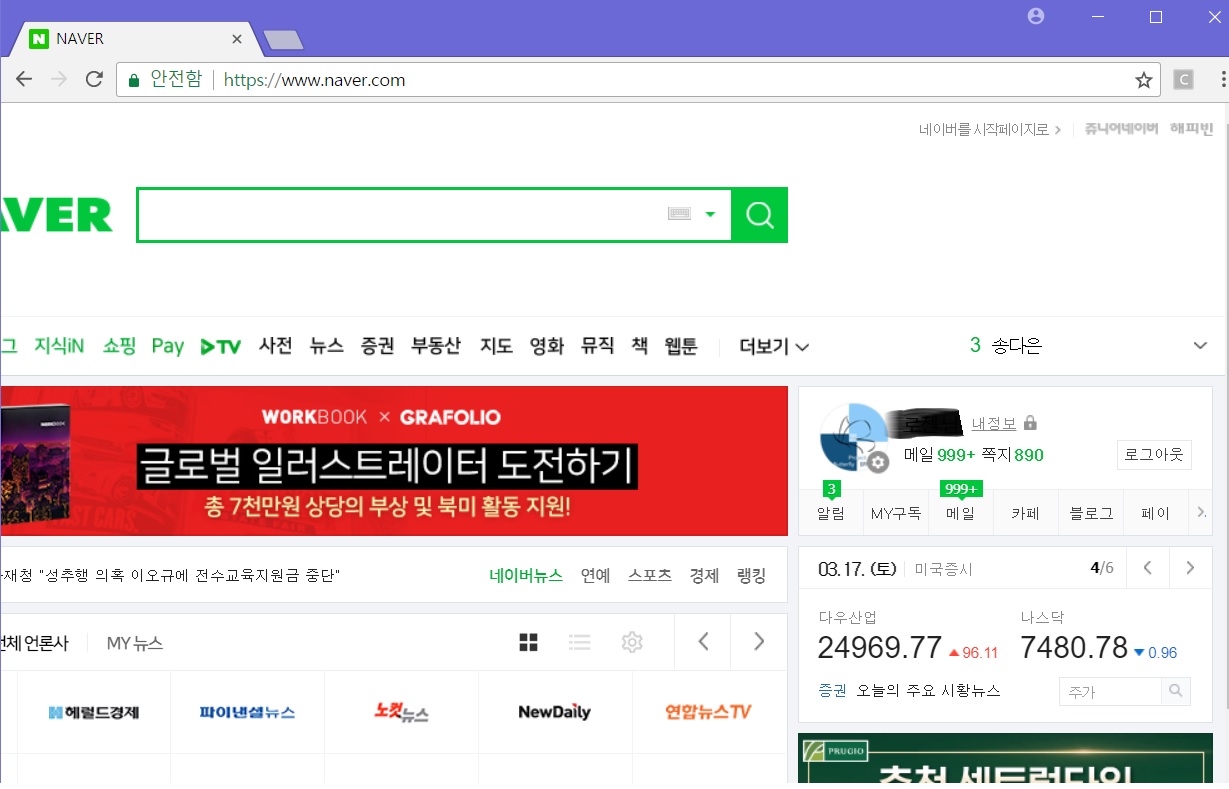 NAVER
안전함 https://www.naver.com
C
네이버를 시작페이지로 쥬니어네이버 해피빈
AVER
그 지식iN 쇼핑 Pay TV 사전 뉴스 증권 부동산 지도 영화 뮤직 책 웹툰 더보기 3 송다은
WORKBOOK × GRAFOLIO
글로벌 일러스트레이터 도전하기
총 7천만원 상당의 부상 및 북미 활동 지원!
내정보
메일 999+ 쪽지 890 로그아웃
3 999+
알림 MY구독 메일 카페 블로그 페이
재청 "성추행 의혹 이오규에 전수교육지원금 중단" 네이버뉴스 연예 스포츠 경제 랭킹
03.17. (토) 미국증시 4/6
다우산업 나스닥
24969.77 ▲96.11 7480.78 ▼0.96
증권 오늘의 주요 시황뉴스 주가
전체 언론사 MY 뉴스
헤럴드경제 파이낸셜뉴스 노컷뉴스 NewDaily 연합뉴스TV
PRUGIO